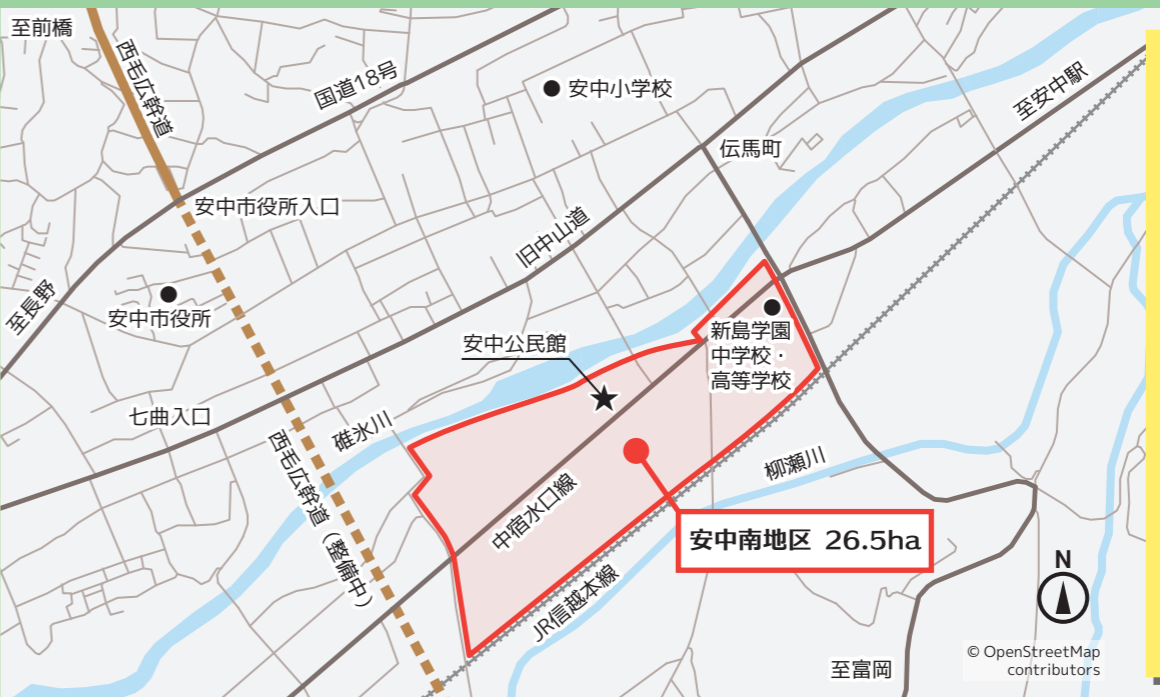 至前橋
西毛広幹道
国道18号
安中小学校
至安中駅
伝馬町
安中市役所入口
旧中山道
至長野
安中市役所
安中公民館
新島学園
中学校・
高等学校
七曲入口
碓氷川
西毛広幹道（整備中）
柳瀬川
中宿水口線
安中南地区 26.5ha
JR信越本線
N
至富岡
© OpenStreetMap
contributors